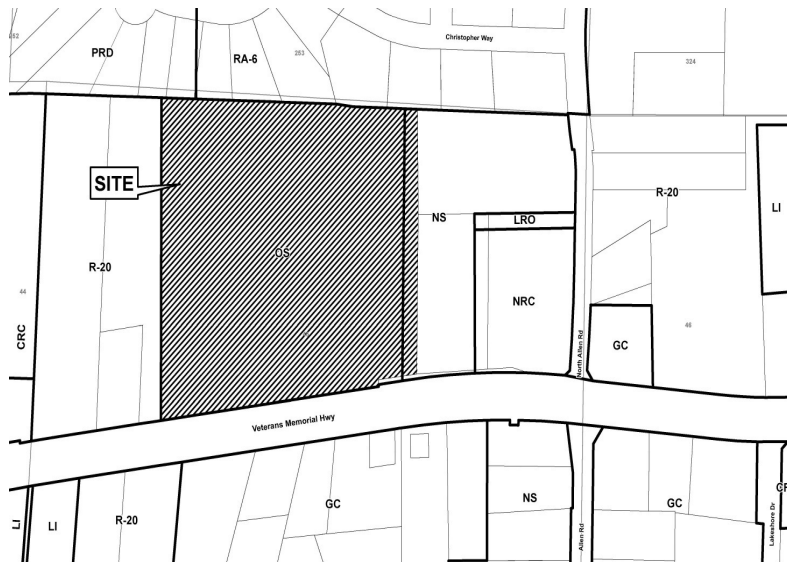 Christopher Way
252
PRD
RA-6
253
324
SITE
R-20
LI
NS
LRO
R-20
OS
44
NRC
46
CRC
GC
North Allen Rd
Veterans Memorial Hwy
GC
NS
GC
LI
LI
R-20
Allen Rd
Lakeshore Dr